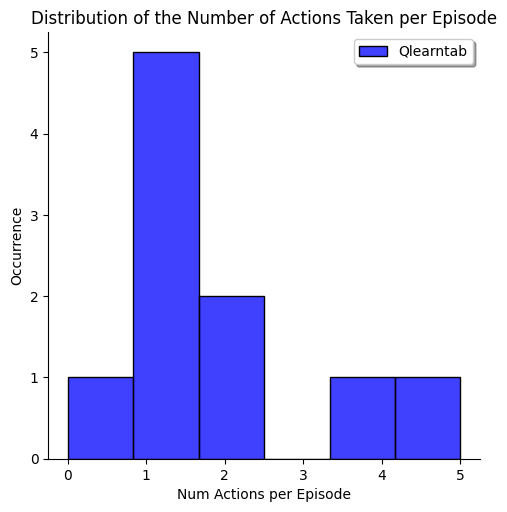 Distribution of the Number of Actions Taken per Episode
Qlearntab
Occurrence
5
4
3
2
1
0
0 1 2 3 4 5
Num Actions per Episode